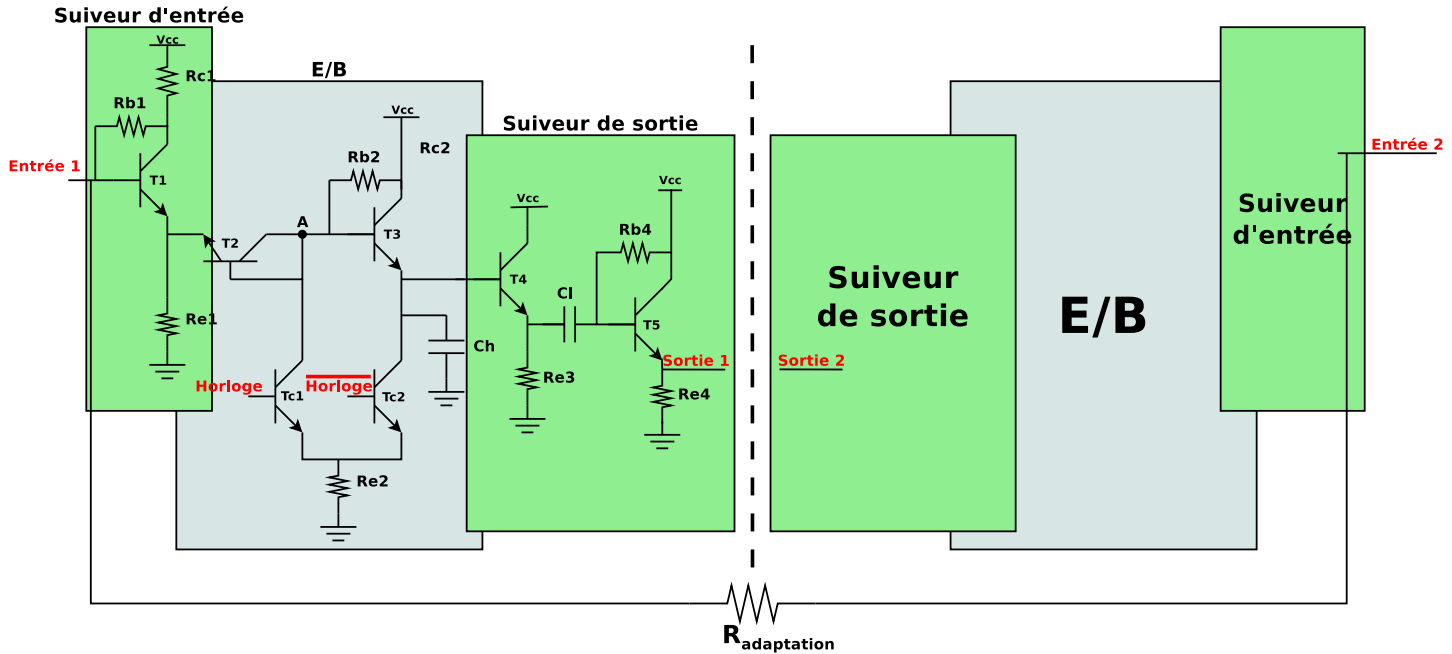 Suiveur d'entrée
E/B
Suiveur de sortie
Vcc
Rc1
Rb1
Entrée 1
T1
T2
Re1
A
Vcc
Rc2
Rb2
T3
Ch
Horloge
Tc1
Horloge
Tc2
Re2
Vcc
T4
Cl
Re3
Vcc
Rb4
T5
Sortie 1
Re4
Sortie 2
Suiveur
de sortie
E/B
Suiveur
d'entrée
Entrée 2
Radaptation